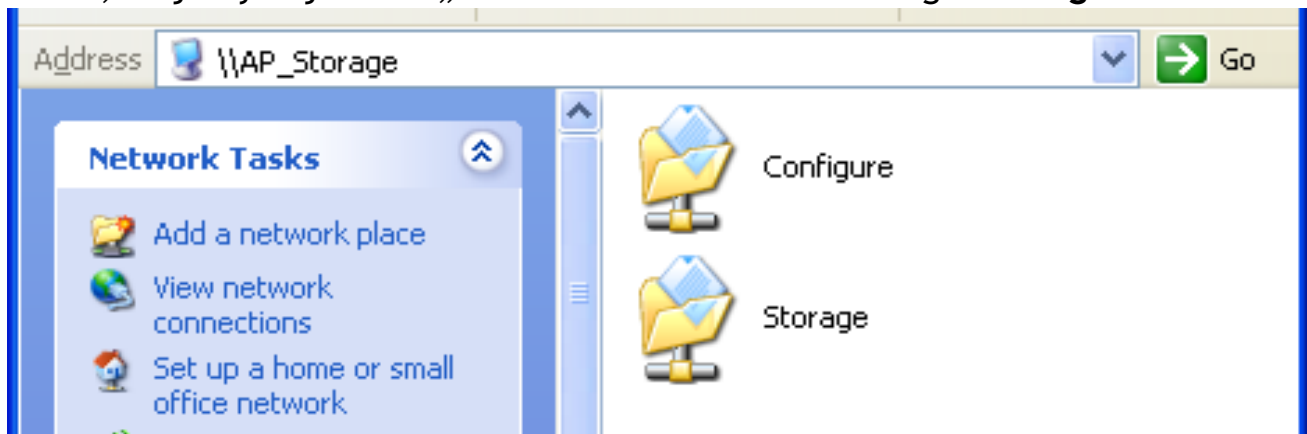 Address \\AP_Storage Go
Network Tasks
Add a network place
View network
connections
Set up a home or small
office network
Configure
Storage